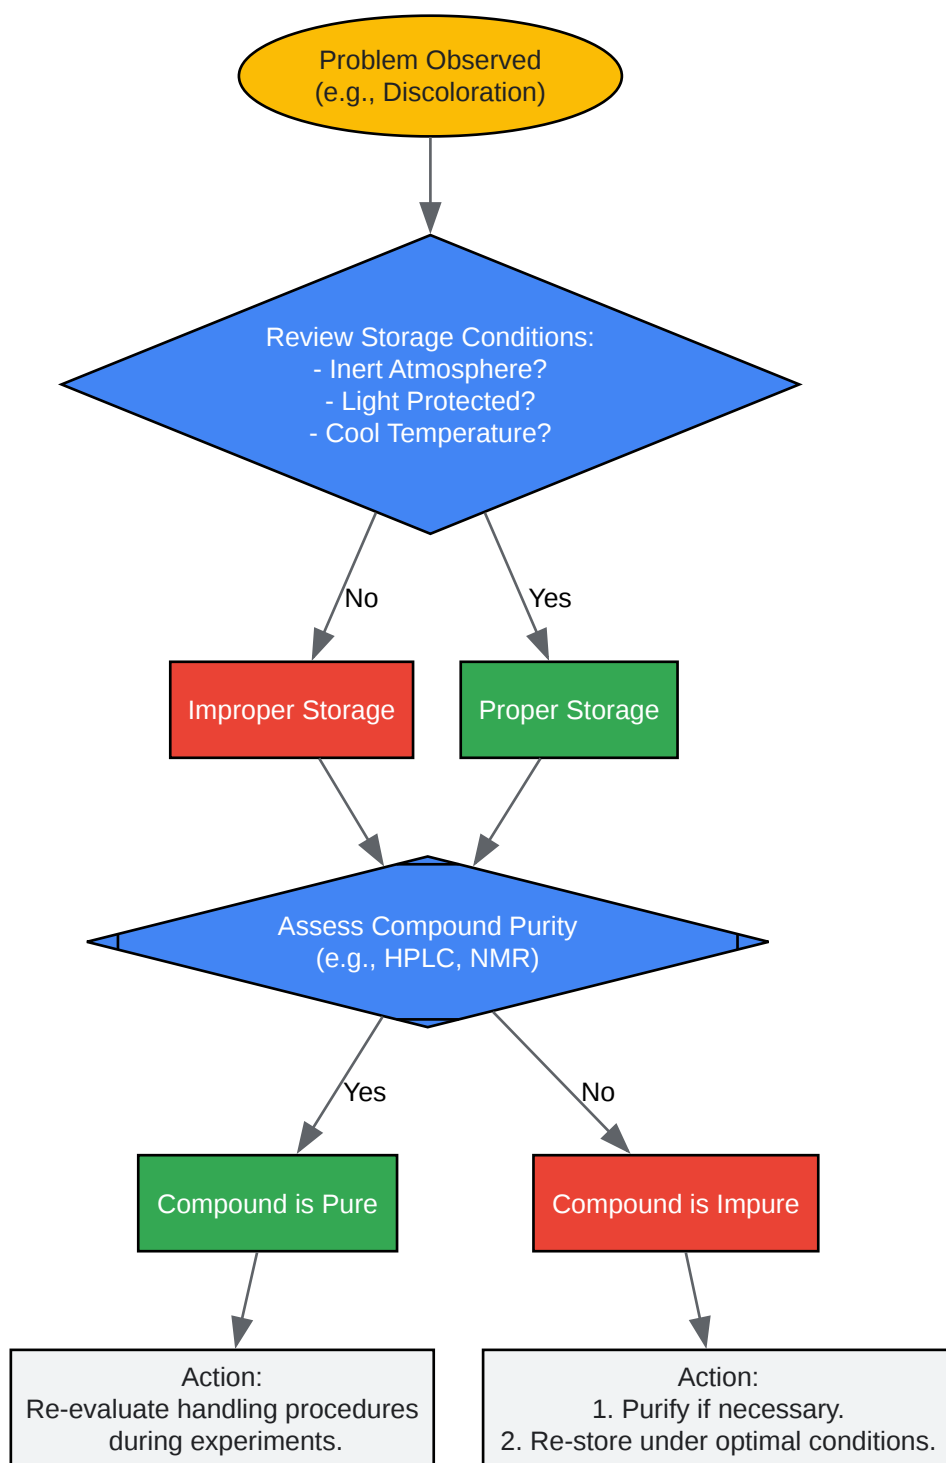 Problem Observed
(e.g., Discoloration)
Review Storage Conditions:
- Inert Atmosphere?
- Light Protected?
- Cool Temperature?
No
Yes
Improper Storage
Proper Storage
Assess Compound Purity
(e.g., HPLC, NMR)
Yes
No
Compound is Pure
Compound is Impure
Action:
Re-evaluate handling procedures
during experiments.
Action:
1. Purify if necessary.
2. Re-store under optimal conditions.